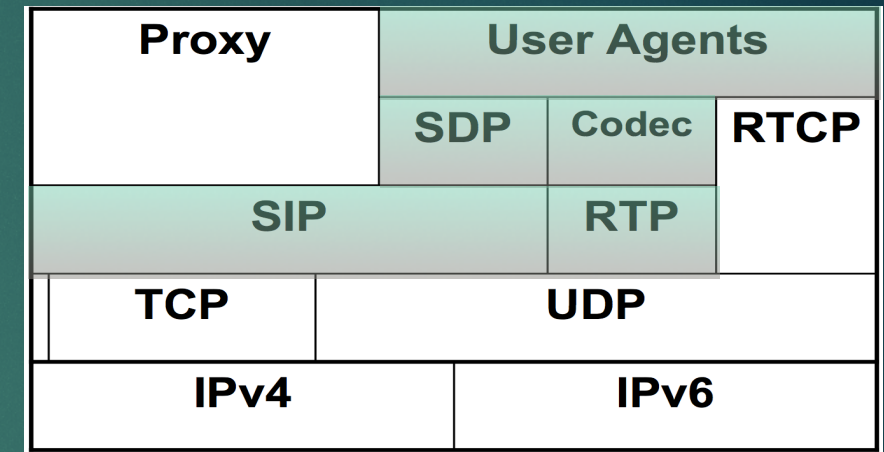 Proxy
User Agents
SDP
Codec
RTCP
SIP
RTP
TCP
UDP
IPv4
IPv6